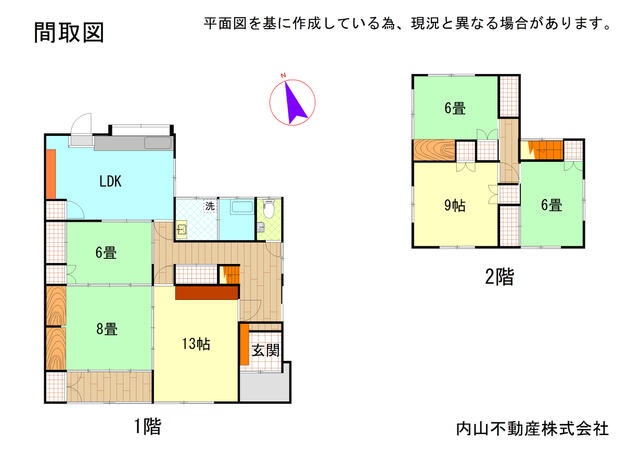 間取図
平面図を基に作成している為、現況と異なる場合があります。
N
6畳
LDK
洗
9帖
6畳
6畳
2階
8畳
13帖
玄関
1階
内山不動産株式会社